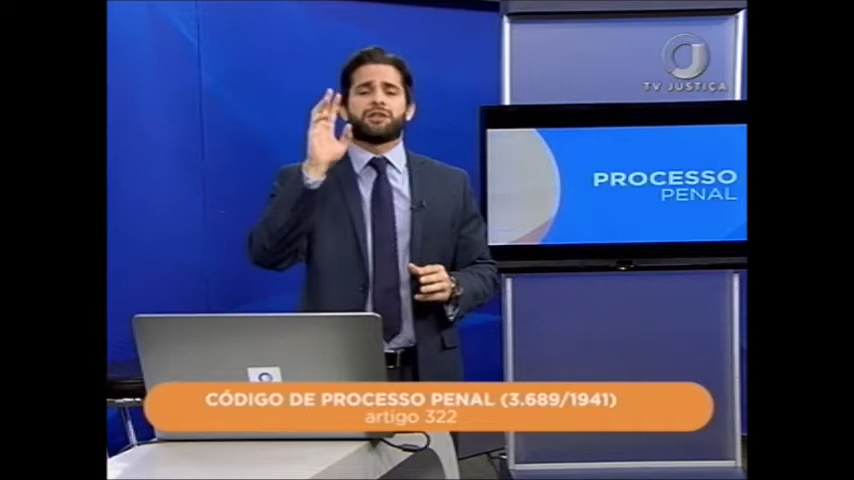 TV JUSTIÇA
PROCESSO
PENAL
CÓDIGO DE PROCESSO PENAL (3.689/1941)
artigo 322